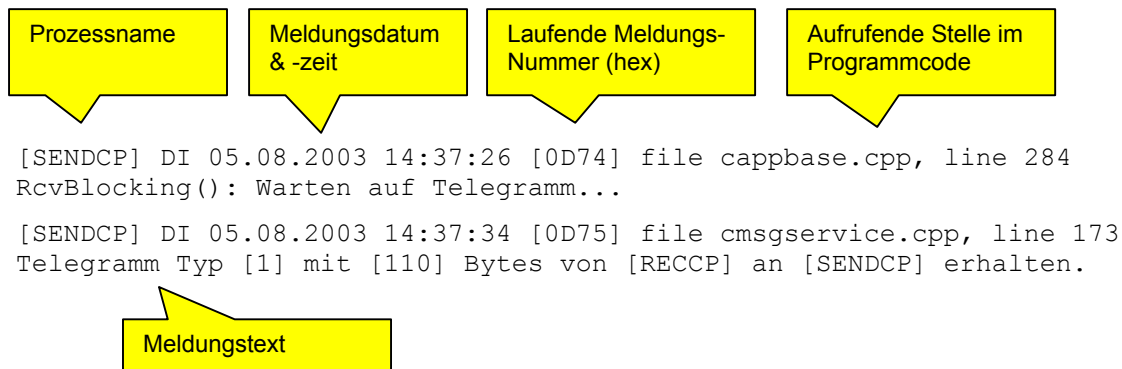 Prozessname
Meldungsdatum
& -zeit
Laufende Meldungs-
Nummer (hex)
Aufrufende Stelle im
Programmcode
[SENDCP] DI 05.08.2003 14:37:26 [0D74] file cappbase.cpp, line 284
RcvBlocking(): Warten auf Telegramm...
[SENDCP] DI 05.08.2003 14:37:34 [0D75] file cmsgservice.cpp, line 173
Telegramm Typ [1] mit [110] Bytes von [RECCP] an [SENDCP] erhalten.
Meldungstext